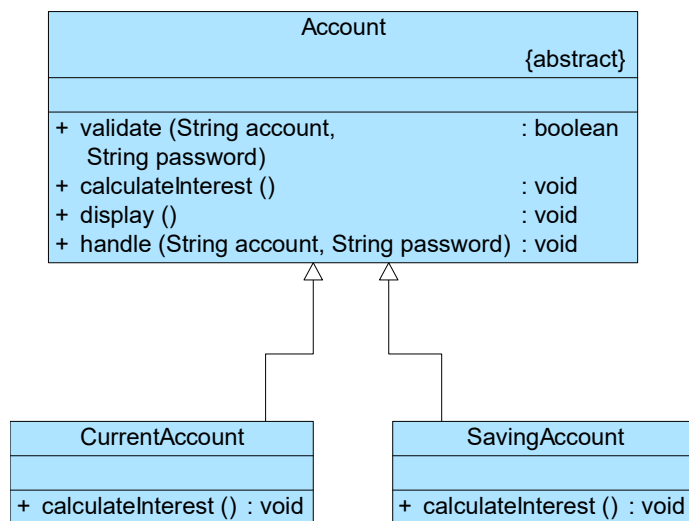 Account
{abstract}
+ validate (String account, : boolean
String password)
+ calculateInterest () : void
+ display () : void
+ handle (String account, String password) : void
CurrentAccount
+ calculateInterest () : void
SavingAccount
+ calculateInterest () : void